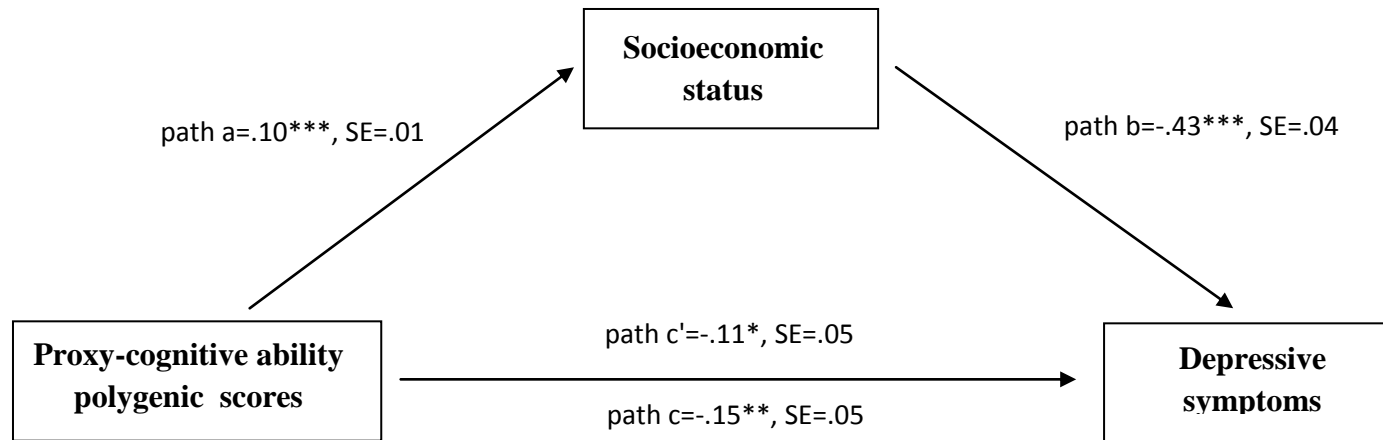 Socioeconomic
status
path a=.10***, SE=.01
path b=-.43***, SE=.04
path c'=-.11*, SE=.05
Proxy-cognitive ability
polygenic scores
Depressive
symptoms
path c=-.15**, SE=.05